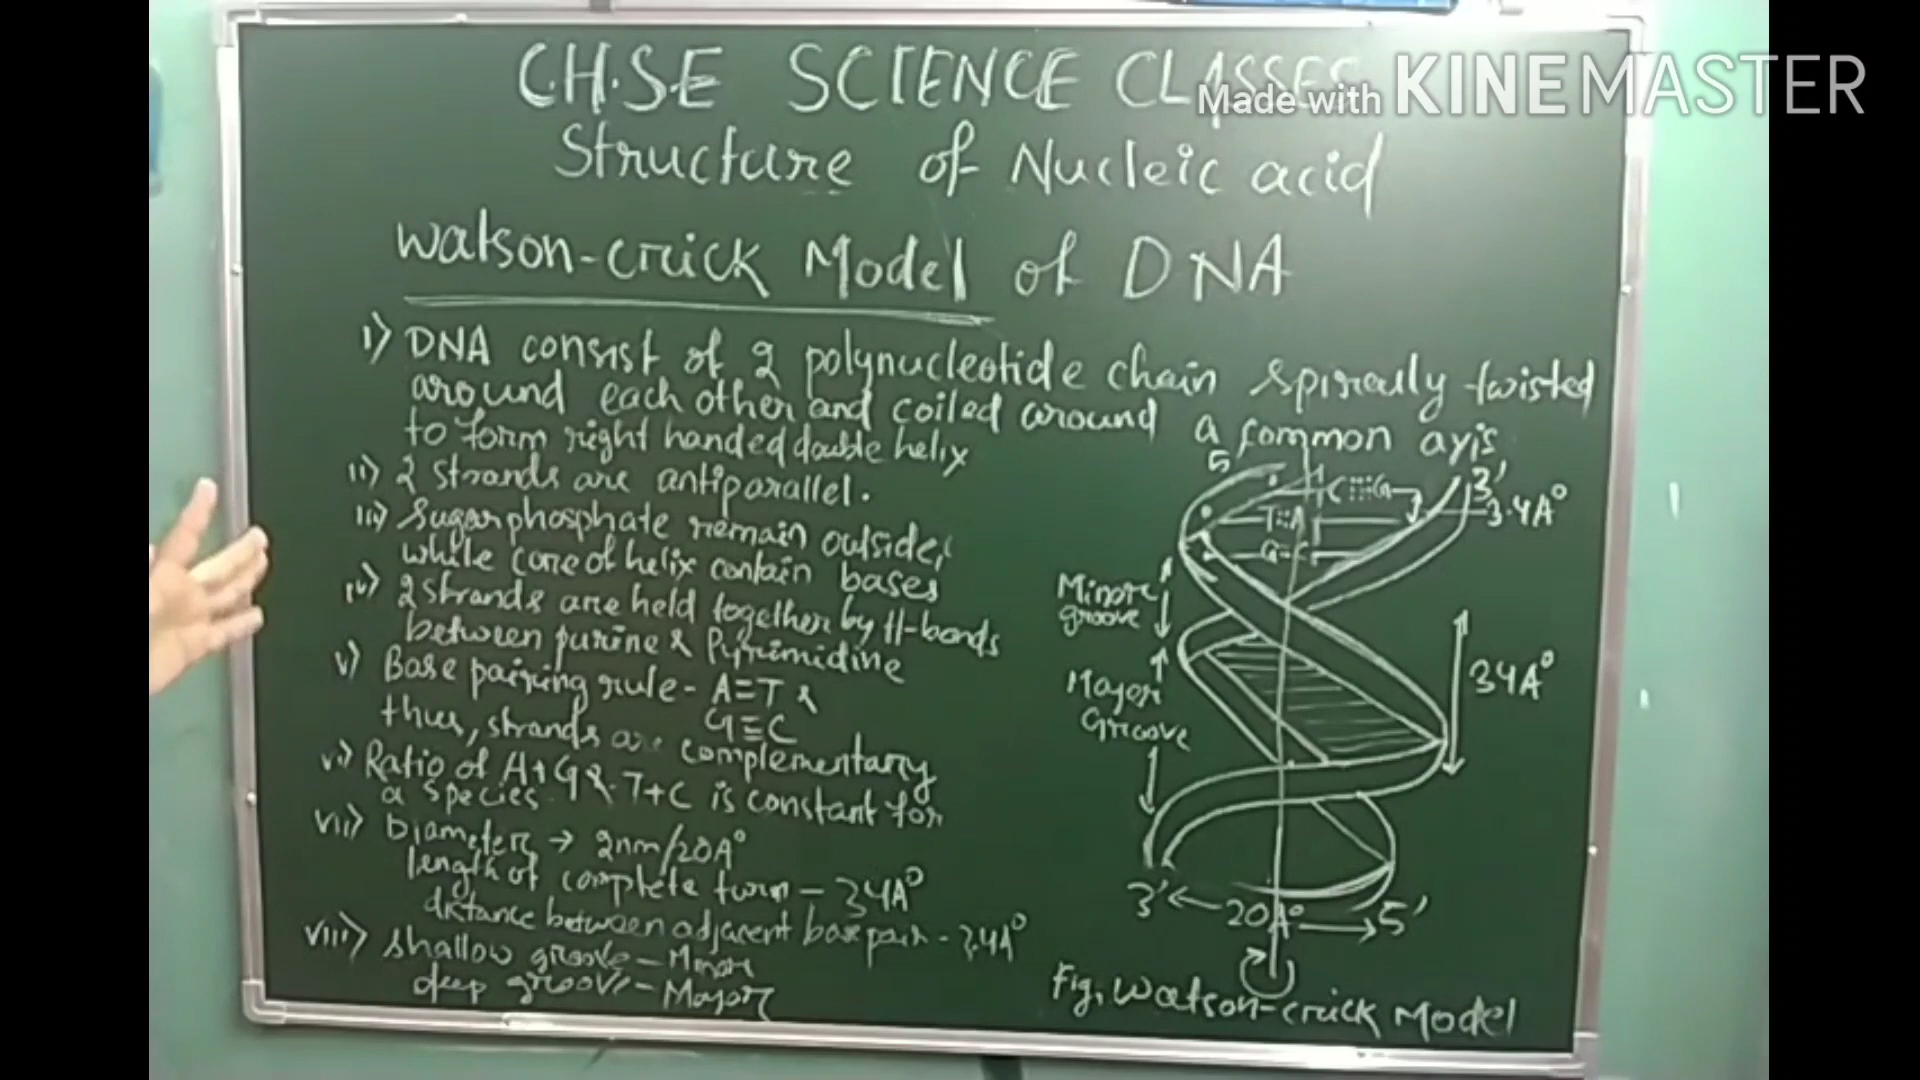 C.H.S.E SCIENCE CLASSES
Made with KINEMASTER
Structure of Nucleic acid
Watson-crick Model of DNA
i) DNA consist of 2 polynucleotide chain spirally twisted
around each other and coiled around a common axis
to form right handed double helix
ii) 2 strands are antiparallel.
iii) Sugar phosphate remain outside,
while core of helix contain bases
iv) 2 strands are held together by H-bonds
between purine & Pyrimidine
v) Base pairing rule - A=T &
G≡C
thus, strands are complementary
vi) Ratio of A+G & T+C is constant for
a species.
vii) Diameter → 2nm/20A°
length of complete turn - 34A°
distance between adjacent base pair - 3.4A°
viii) shallow groove - Minor
deep groove - Major
5'
3'
C G
3.4A°
T=A
G-C
Minor
groove
Major
Groove
34A°
3' ← 20A° → 5'
Fig, Watson-crick Model